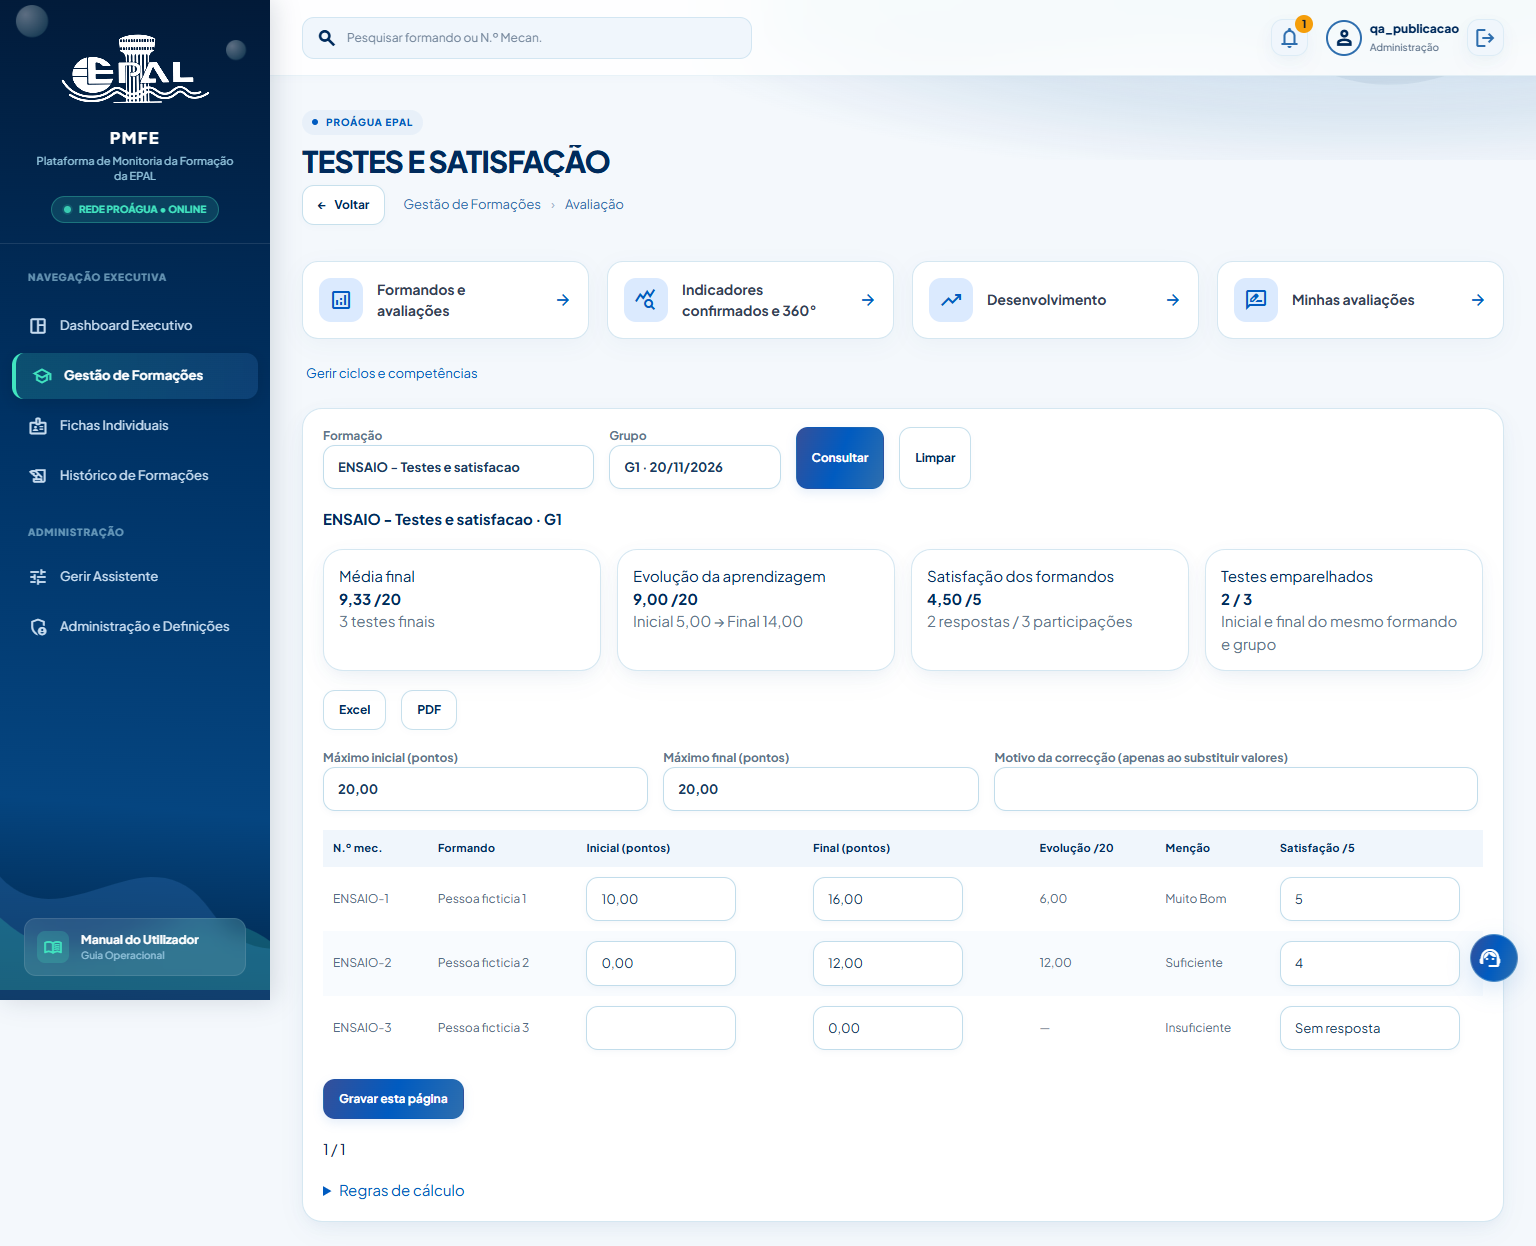 EPAL
PMFE
Plataforma de Monitoria da Formação
da EPAL
REDE PROÁGUA • ONLINE
NAVEGAÇÃO EXECUTIVA
Dashboard Executivo
Gestão de Formações
Fichas Individuais
Histórico de Formações
ADMINISTRAÇÃO
Gerir Assistente
Administração e Definições
Manual do Utilizador
Guia Operacional
Pesquisar formando ou N.º Mecan.
1
qa_publicacao
Administração
PROÁGUA EPAL
TESTES E SATISFAÇÃO
← Voltar
Gestão de Formações › Avaliação
Formandos e
avaliações
Indicadores
confirmados e 360°
Desenvolvimento
Minhas avaliações
Gerir ciclos e competências
Formação
Grupo
ENSAIO - Testes e satisfacao
G1 · 20/11/2026
Consultar
Limpar
ENSAIO - Testes e satisfacao · G1
Média final
9,33 /20
3 testes finais
Evolução da aprendizagem
9,00 /20
Inicial 5,00 → Final 14,00
Satisfação dos formandos
4,50 /5
2 respostas / 3 participações
Testes emparelhados
2 / 3
Inicial e final do mesmo formando
e grupo
Excel
PDF
Máximo inicial (pontos)
Máximo final (pontos)
Motivo da correcção (apenas ao substituir valores)
20,00
20,00
N.º mec. Formando Inicial (pontos) Final (pontos) Evolução /20 Menção Satisfação /5
ENSAIO-1 Pessoa ficticia 1 10,00 16,00 6,00 Muito Bom 5
ENSAIO-2 Pessoa ficticia 2 0,00 12,00 12,00 Suficiente 4
ENSAIO-3 Pessoa ficticia 3 0,00 — Insuficiente Sem resposta
Gravar esta página
1 / 1
Regras de cálculo